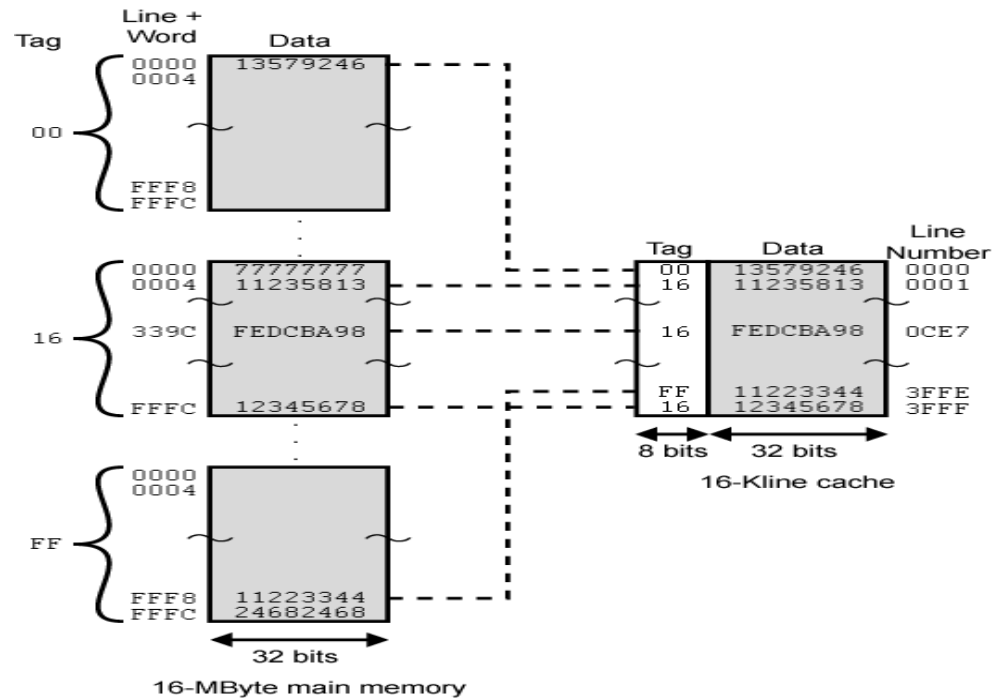 Tag
Line +
Word
Data
0000 13579246
0004
00
FFF8
FFFC
0000 77777777
0004 11235813
16
339C FEDCBA98
FFFC 12345678
0000
0004
FF
FFF8 11223344
FFFC 24682468
32 bits
16-MByte main memory
Tag
Data
Line
Number
00 13579246 0000
16 11235813 0001
16 FEDCBA98 0CE7
FF 11223344 3FFE
16 12345678 3FFF
8 bits
32 bits
16-Kline cache